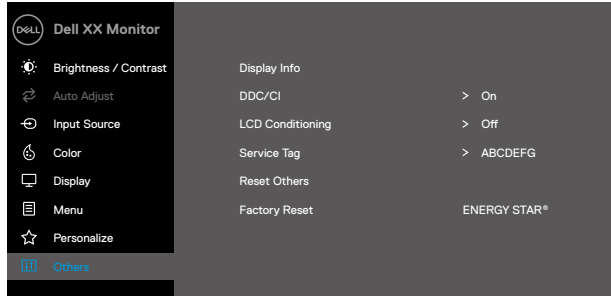 DELL Dell XX Monitor
Brightness / Contrast Display Info
Auto Adjust DDC/CI > On
Input Source LCD Conditioning > Off
Color Service Tag > ABCDEFG
Display Reset Others
Menu Factory Reset ENERGY STAR®
Personalize
Others